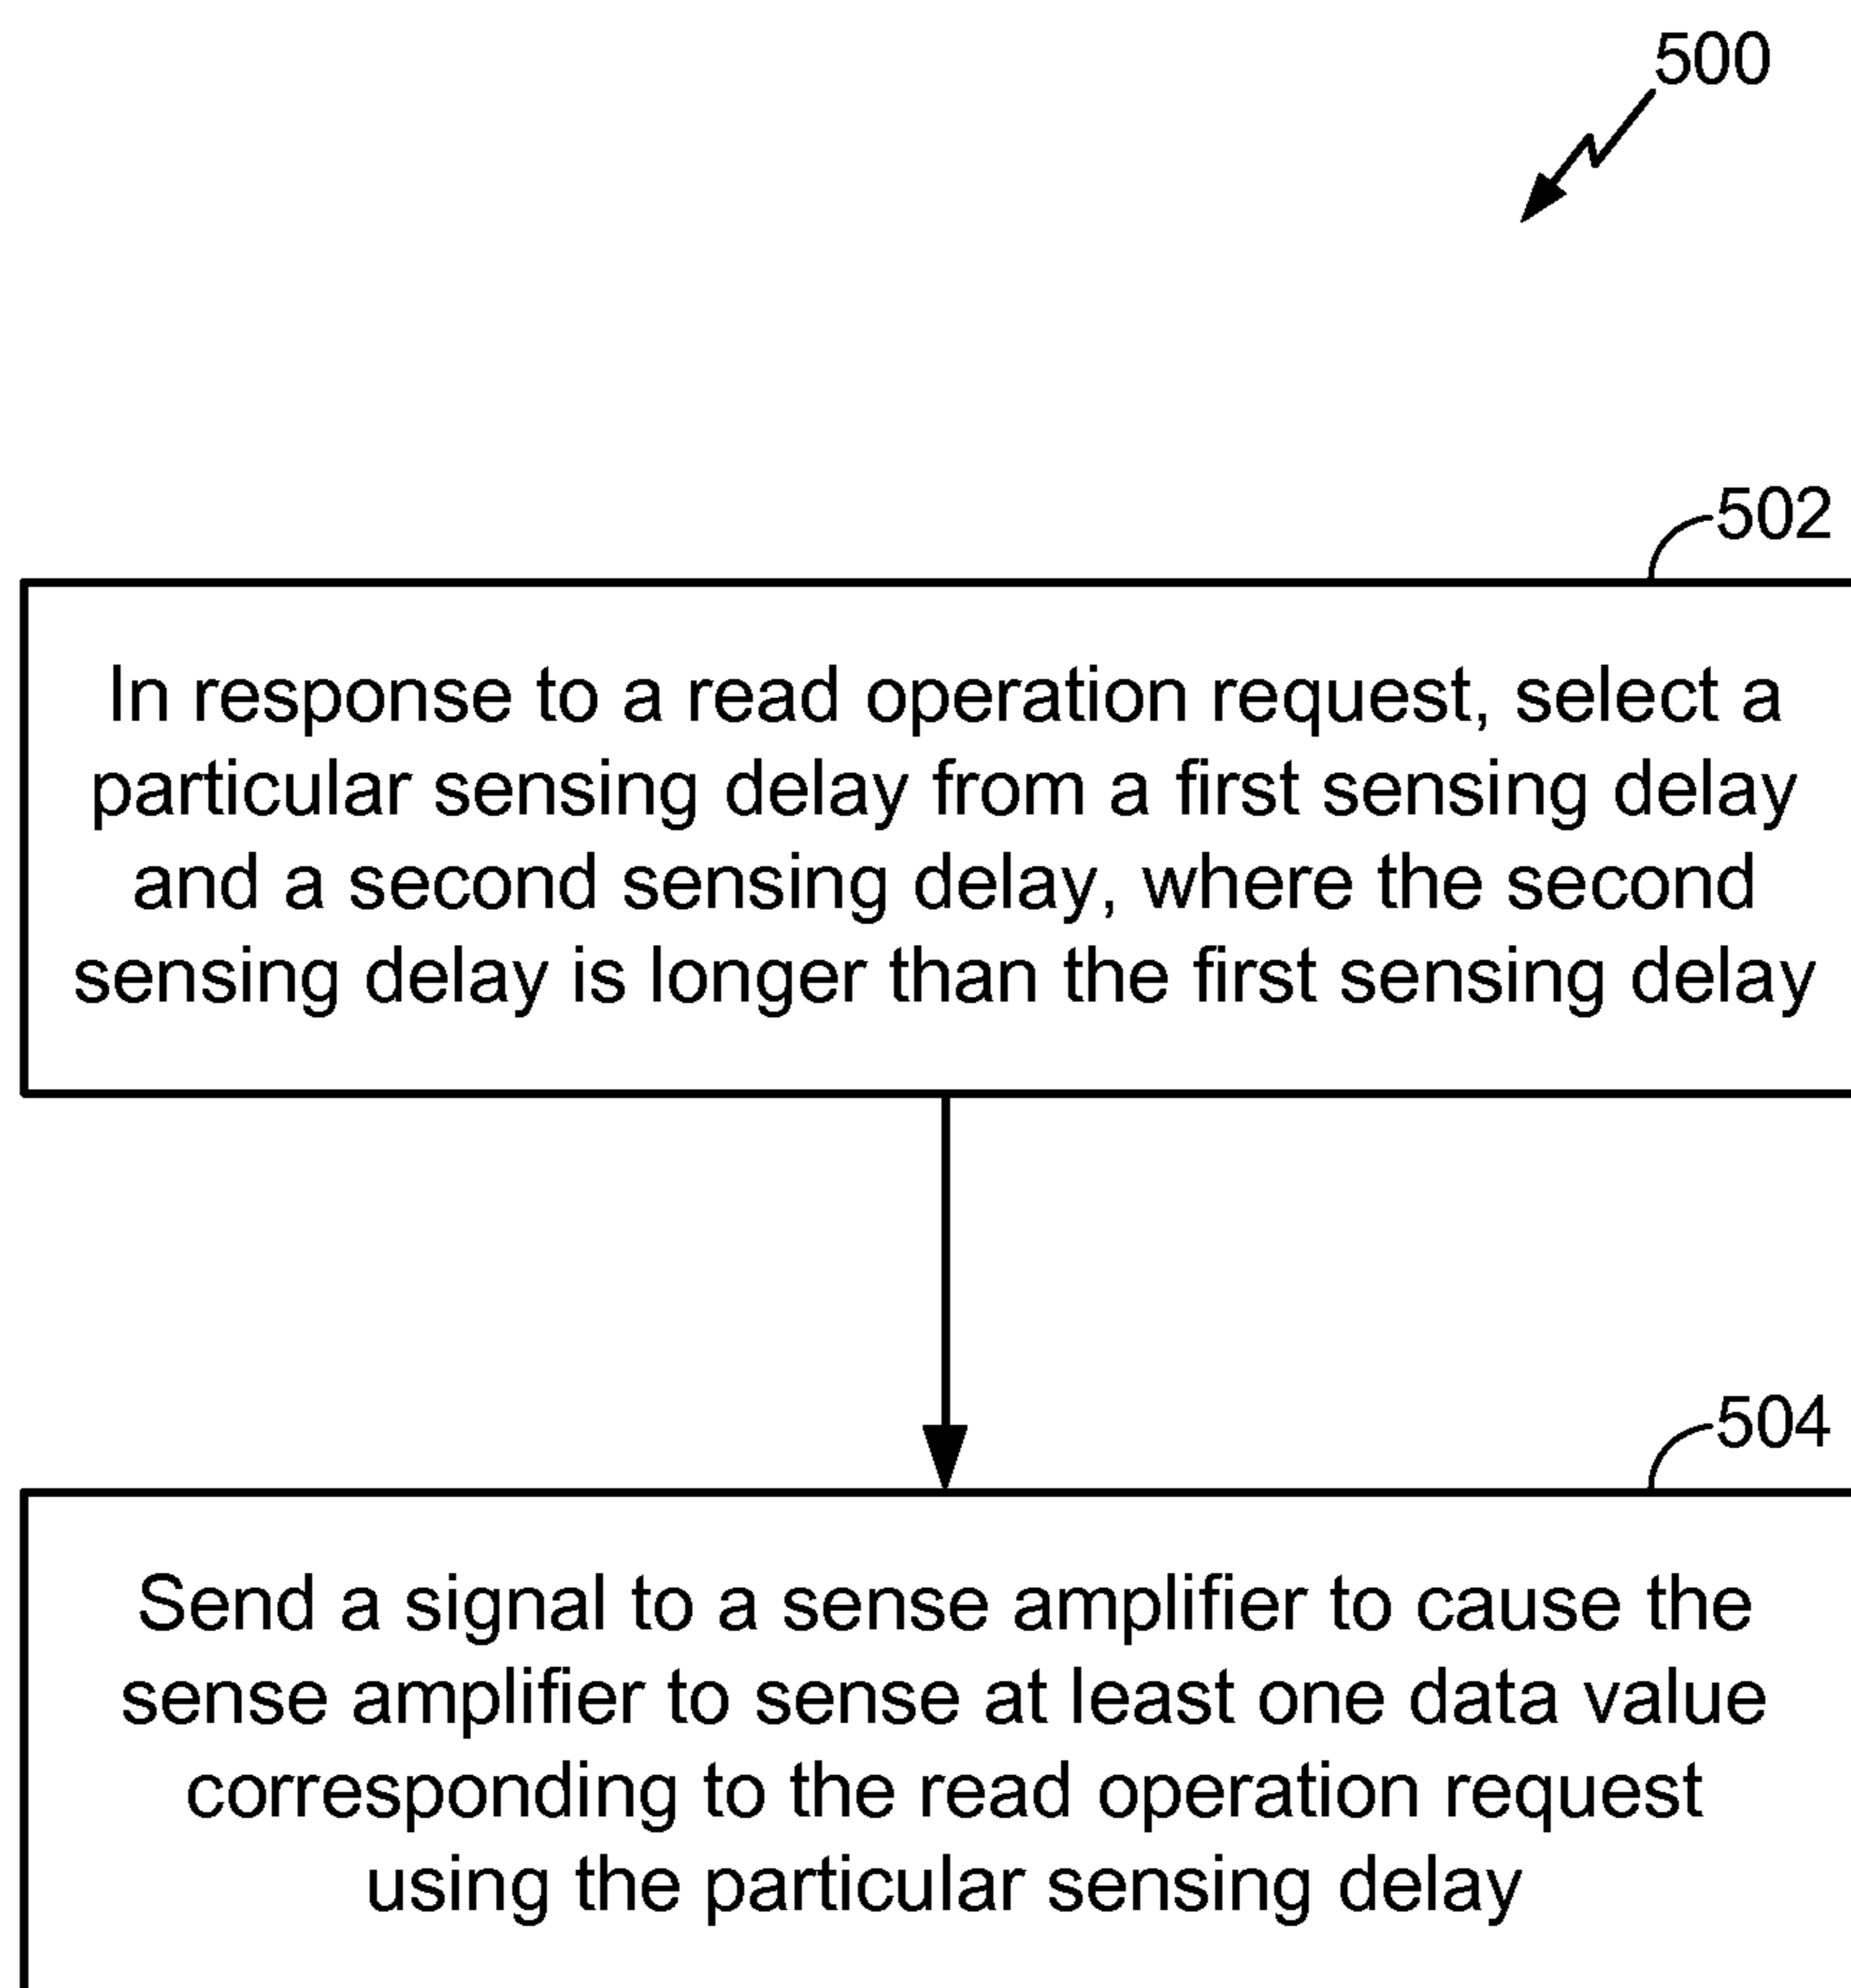 500
502
In response to a read operation request, select a
particular sensing delay from a first sensing delay
and a second sensing delay, where the second
sensing delay is longer than the first sensing delay
504
Send a signal to a sense amplifier to cause the
sense amplifier to sense at least one data value
corresponding to the read operation request
using the particular sensing delay